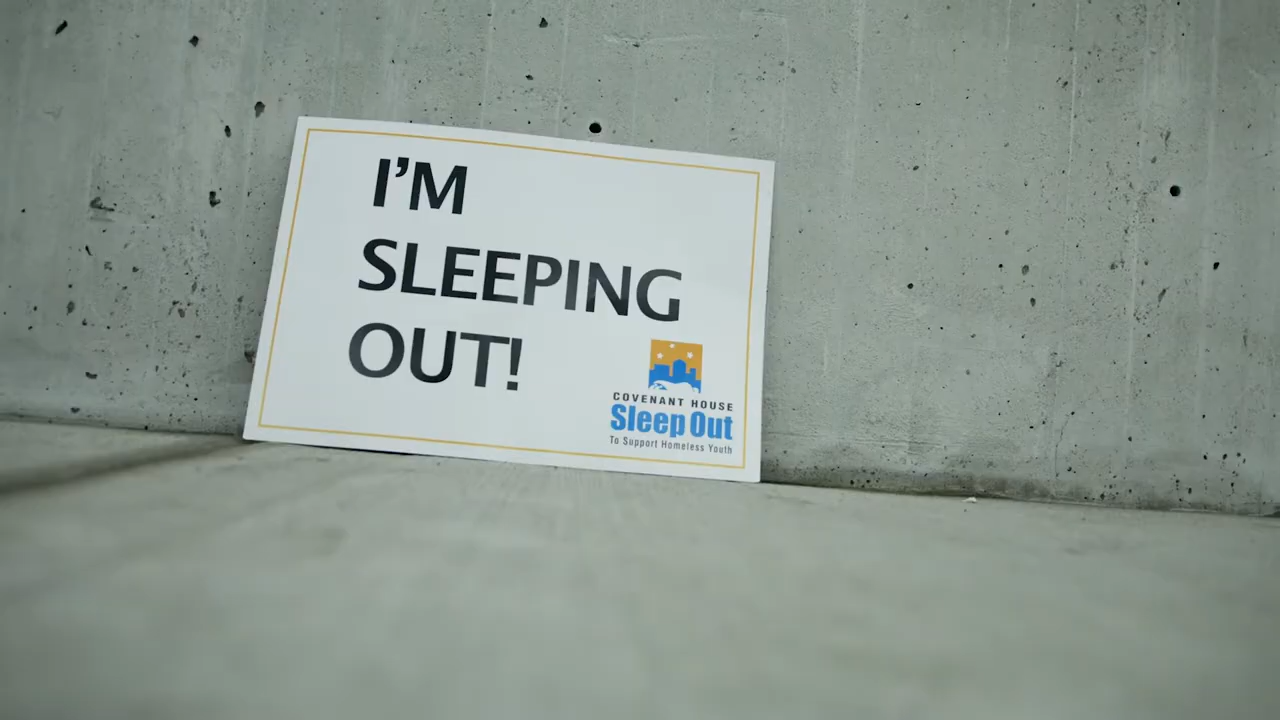 I'M
SLEEPING
OUT!
COVENANT HOUSE
Sleep Out
To Support Homeless Youth